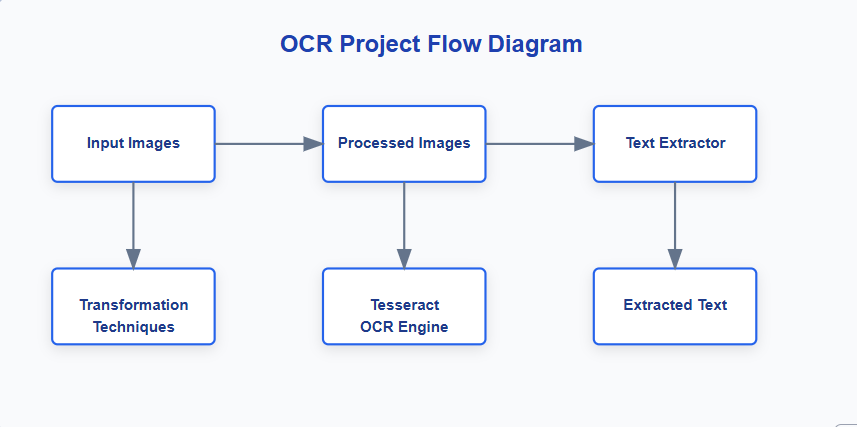 OCR Project Flow Diagram
Input Images
Processed Images
Text Extractor
Transformation
Techniques
Tesseract
OCR Engine
Extracted Text